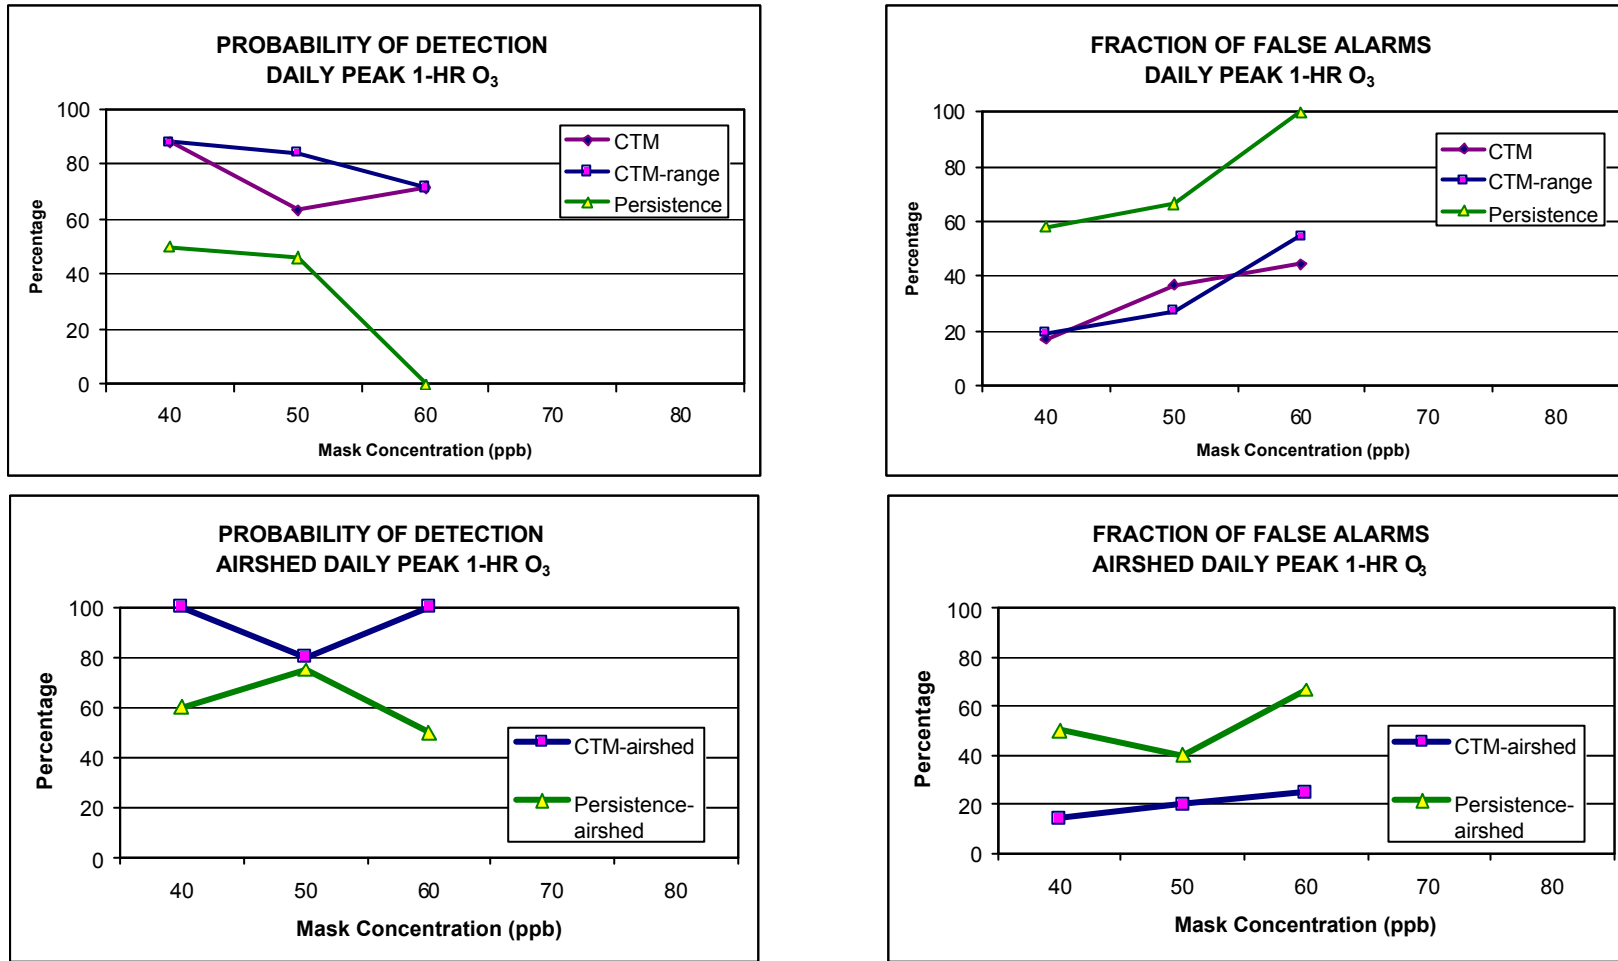 PROBABILITY OF DETECTION
DAILY PEAK 1-HR O₃
100
80
60
40
20
0
Percentage
40 50 60 70 80
Mask Concentration (ppb)
CTM
CTM-range
Persistence
FRACTION OF FALSE ALARMS
DAILY PEAK 1-HR O₃
100
80
60
40
20
0
Percentage
40 50 60 70 80
Mask Concentration (ppb)
CTM
CTM-range
Persistence
PROBABILITY OF DETECTION
AIRSHED DAILY PEAK 1-HR O₃
100
80
60
40
20
0
Percentage
40 50 60 70 80
Mask Concentration (ppb)
CTM-airshed
Persistence-
airshed
FRACTION OF FALSE ALARMS
AIRSHED DAILY PEAK 1-HR O₃
100
80
60
40
20
0
Percentage
40 50 60 70 80
Mask Concentration (ppb)
CTM-airshed
Persistence-
airshed